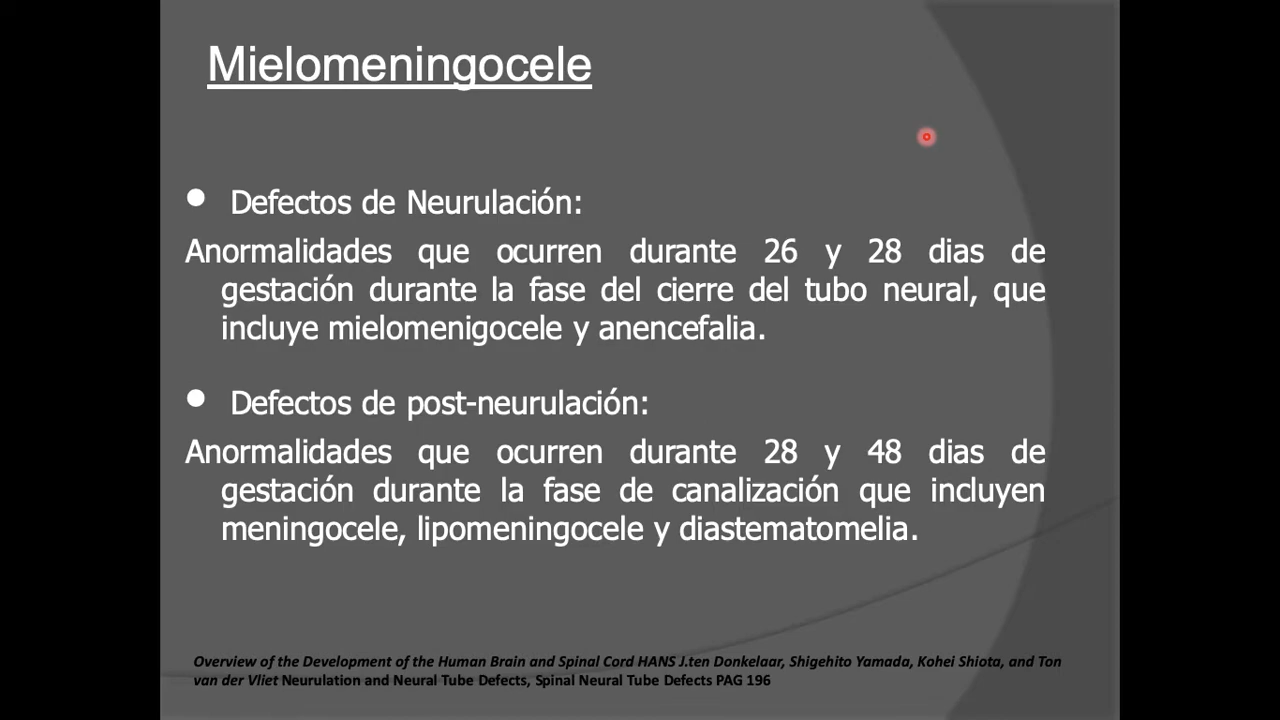 Mielomeningocele
• Defectos de Neurulación:
Anormalidades que ocurren durante 26 y 28 dias de
gestación durante la fase del cierre del tubo neural, que
incluye mielomenigocele y anencefalia.
• Defectos de post-neurulación:
Anormalidades que ocurren durante 28 y 48 dias de
gestación durante la fase de canalización que incluyen
meningocele, lipomeningocele y diastematomelia.
Overview of the Development of the Human Brain and Spinal Cord HANS J.ten Donkelaar, Shigehito Yamada, Kohei Shiota, and Ton
van der Vliet Neurulation and Neural Tube Defects, Spinal Neural Tube Defects PAG 196